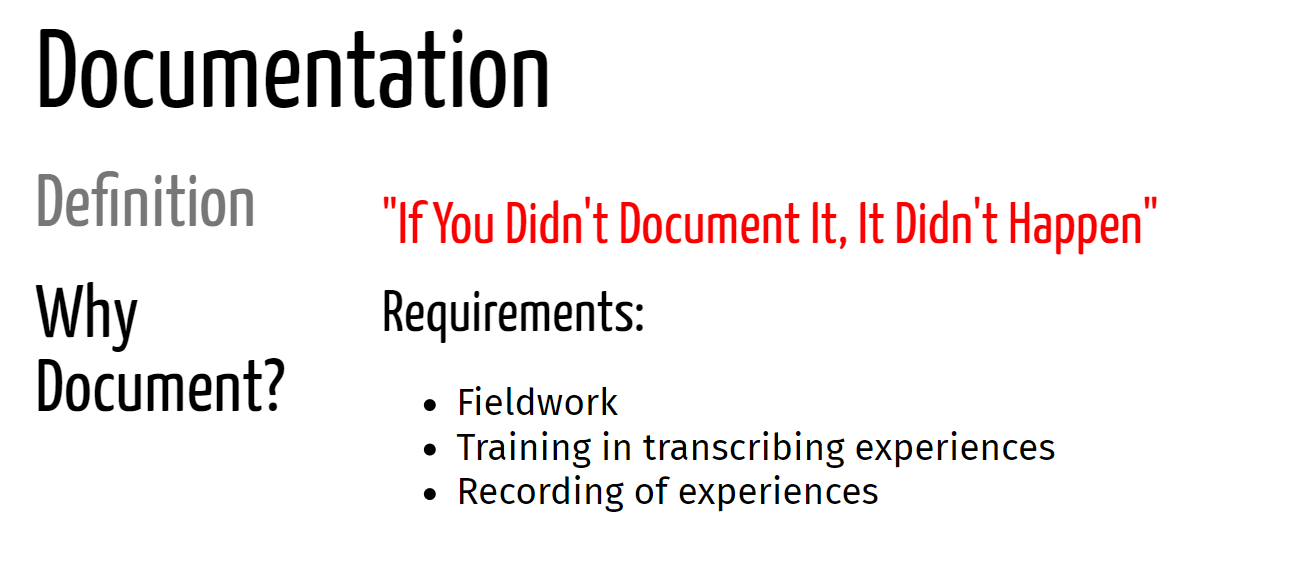 Documentation
Definition
Why
Document?
"If You Didn't Document It, It Didn't Happen"
Requirements:
• Fieldwork
• Training in transcribing experiences
• Recording of experiences